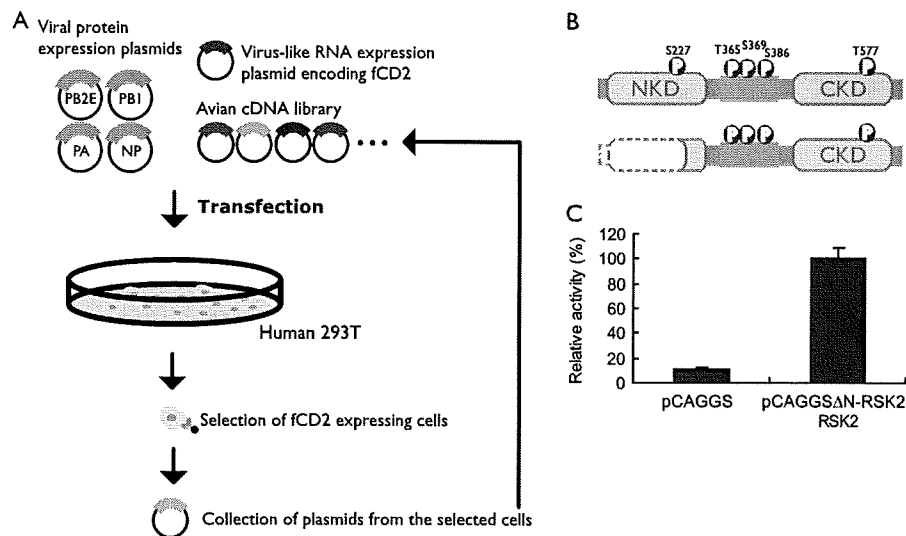 A
Viral protein
expression plasmids
PB2E
PB1
PA
NP
Virus-like RNA expression
plasmid encoding fCD2
Avian cDNA library
...
Transfection
Human 293T
Selection of fCD2 expressing cells
Collection of plasmids from the selected cells
B
S227
T365
S369
S386
T577
NKD
CKD
CKD
C
Relative activity (%)
120
100
80
60
40
20
0
pCAGGS
pCAGGSΔN-RSK2
RSK2